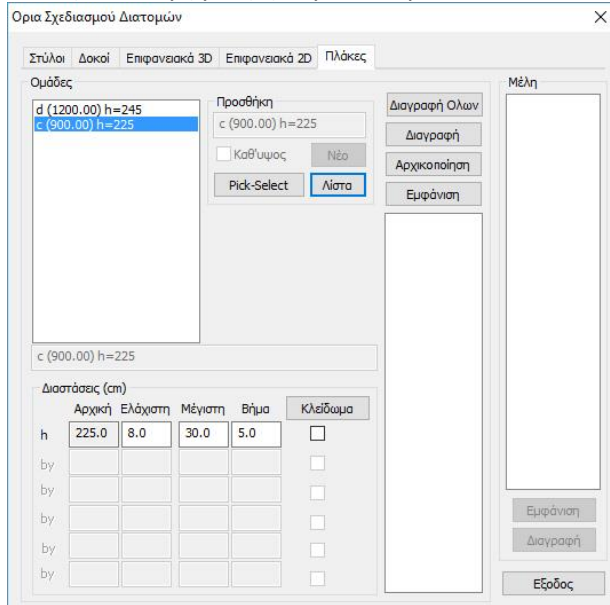 Ορια Σχεδιασμού Διατομών
Στύλοι Δοκοί Επιφανειακά 3D Επιφανειακά 2D Πλάκες
Ομάδες
d (1200.00) h=245
c (900.00) h=225
Προσθήκη
c (900.00) h=225
Καθ'υψος Νέο
Pick-Select Λίστα
Διαγραφή Ολων
Διαγραφή
Αρχικοποίηση
Εμφάνιση
Μέλη
c (900.00) h=225
Διαστάσεις (cm)
Αρχική Ελάχιστη Μέγιστη Βήμα Κλείδωμα
h 225.0 8.0 30.0 5.0
by
by
by
by
by
Εμφάνιση
Διαγραφή
Εξοδος